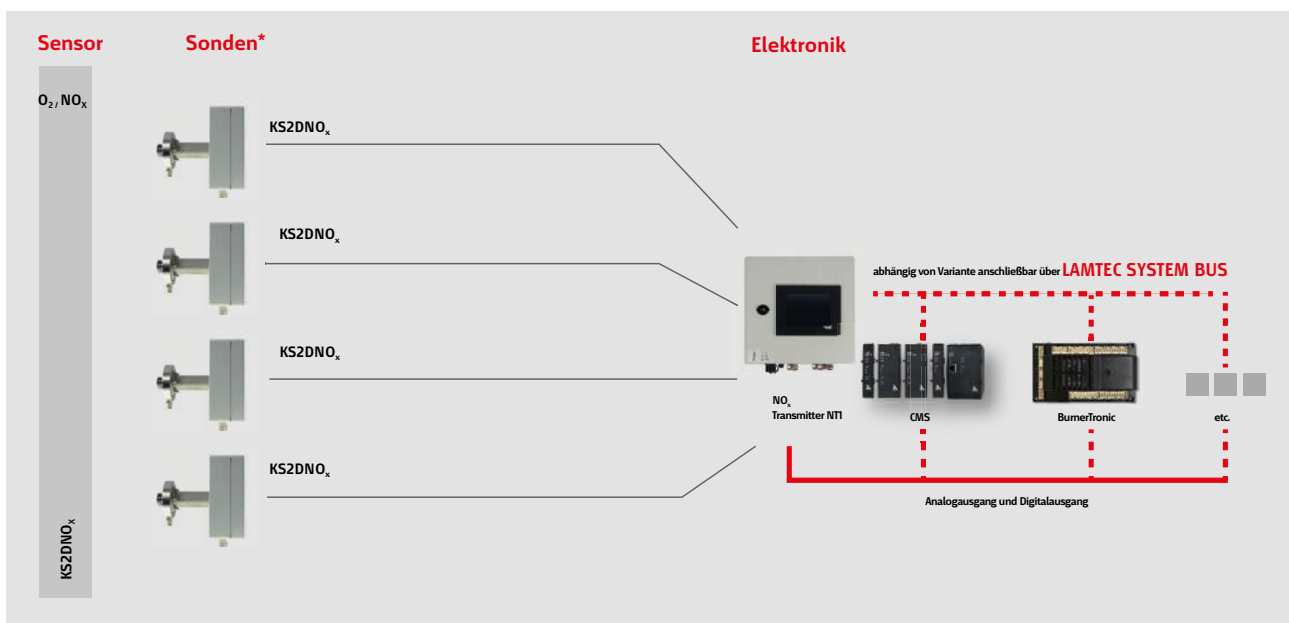 Sensor
Sonden*
Elektronik
O₂/ NOₓ
KS2DNOₓ
KS2DNOₓ
KS2DNOₓ
KS2DNOₓ
KS2DNOₓ
abhängig von Variante anschließbar über LAMTEC SYSTEM BUS
NOₓ
Transmitter NT1
CMS
BurnerTronic
etc.
Analogausgang und Digitalausgang